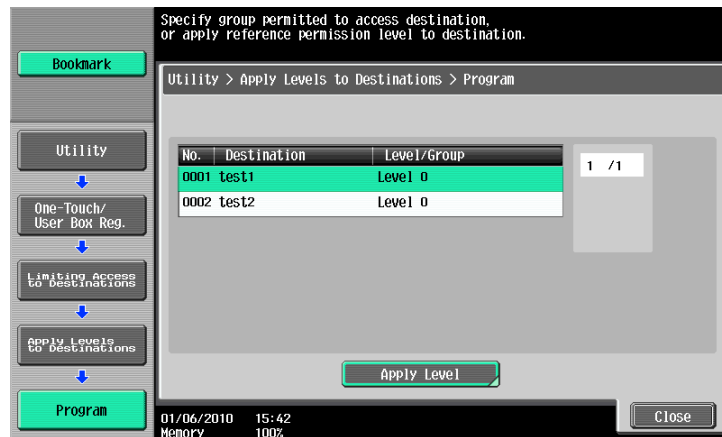 Specify group permitted to access destination,
or apply reference permission level to destination.
Bookmark
Utility > Apply Levels to Destinations > Program
Utility
One-Touch/
User Box Reg.
Limiting Access
to Destinations
Apply Levels
to Destinations
Program
No. Destination Level/Group
0001 test1 Level 0
0002 test2 Level 0
1 /1
Apply Level
01/06/2010 15:42
Memory 100%
Close